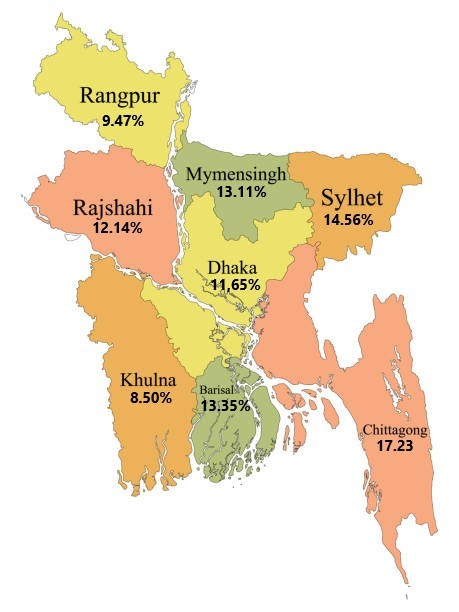 Rangpur
9.47%
Mymensingh
13.11%
Sylhet
14.56%
Rajshahi
12.14%
Dhaka
11,65%
Khulna
8.50%
Barisal
13.35%
Chittagong
17.23